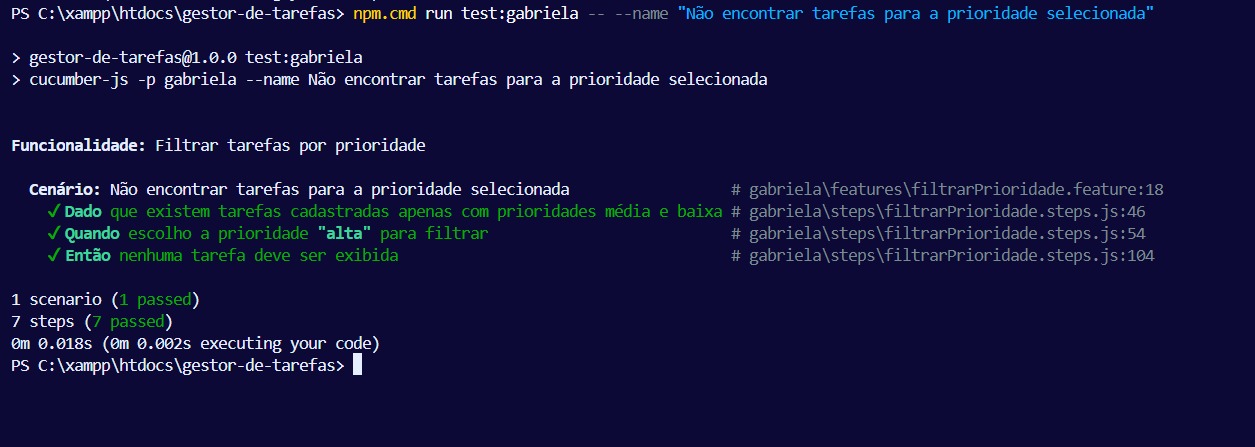 PS C:\xampp\htdocs\gestor-de-tarefas> npm.cmd run test:gabriela -- --name "Não encontrar tarefas para a prioridade selecionada"
> gestor-de-tarefas@1.0.0 test:gabriela
> cucumber-js -p gabriela --name Não encontrar tarefas para a prioridade selecionada
Funcionalidade: Filtrar tarefas por prioridade
Cenário: Não encontrar tarefas para a prioridade selecionada # gabriela\features\filtrarPrioridade.feature:18
✓ Dado que existem tarefas cadastradas apenas com prioridades média e baixa # gabriela\steps\filtrarPrioridade.steps.js:46
✓ Quando escolho a prioridade "alta" para filtrar # gabriela\steps\filtrarPrioridade.steps.js:54
✓ Então nenhuma tarefa deve ser exibida # gabriela\steps\filtrarPrioridade.steps.js:104
1 scenario (1 passed)
7 steps (7 passed)
0m 0.018s (0m 0.002s executing your code)
PS C:\xampp\htdocs\gestor-de-tarefas>